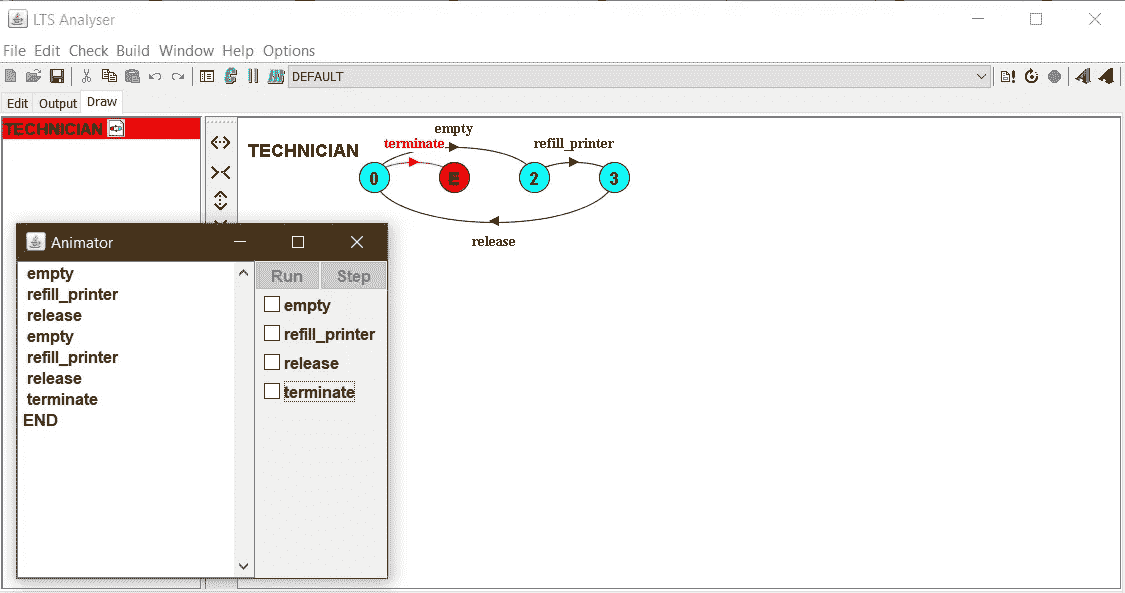 LTS Analyser
File Edit Check Build Window Help Options
DEFAULT
Edit Output Draw
TECHNICIAN
TECHNICIAN
empty
terminate
refill_printer
0 E 2 3
release
Animator
empty
refill_printer
release
empty
refill_printer
release
terminate
END
Run Step
empty
refill_printer
release
terminate